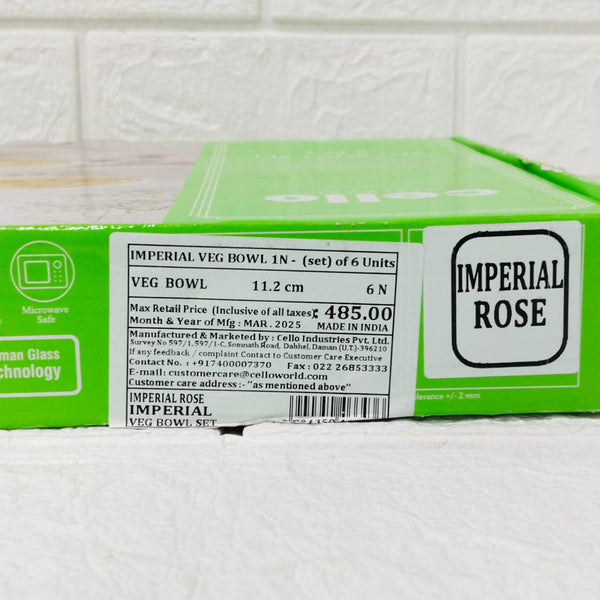 cello
Microwave
Safe
man Glass
chnology
IMPERIAL VEG BOWL 1N - (set) of 6 Units
VEG BOWL 11.2 cm 6 N
Max Retail Price (Inclusive of all taxes): 485.00
Month & Year of Mfg : MAR. 2025 MADE IN INDIA
Manufactured & Marketed by : Cello Industries Pvt. Ltd.
Survey No 597/1,597/1-C, Somnath Road, Dabhel, Daman (U.T.)-396210
If any feedback / complaint Contact to Customer Care Executive
Contact No. : +917400007370 Fax : 022 26853333
E-mail: customercare@celloworld.com
Customer care address :- "as mentioned above"
IMPERIAL ROSE
IMPERIAL
VEG BOWL SET
IMPERIAL
ROSE
lerance +/- 2 mm